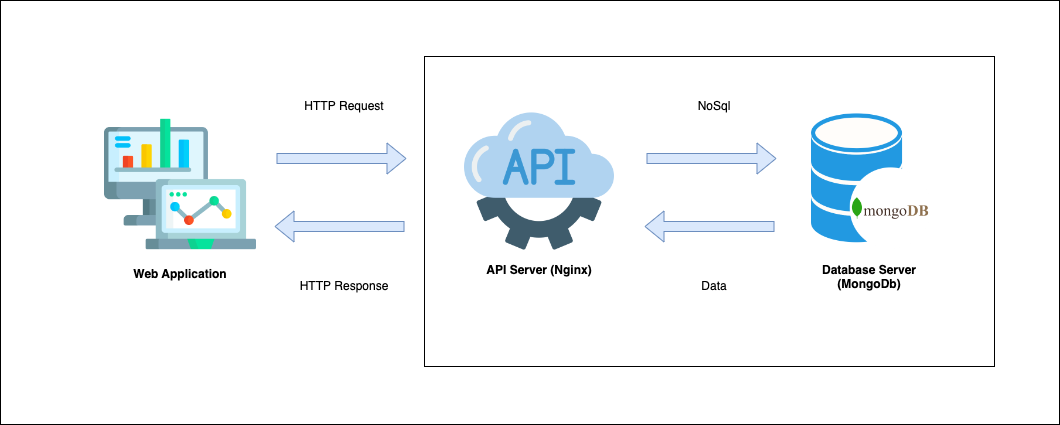 HTTP Request
NoSql
API
mongoDB
Web Application
API Server (Nginx)
Database Server
(MongoDb)
HTTP Response
Data